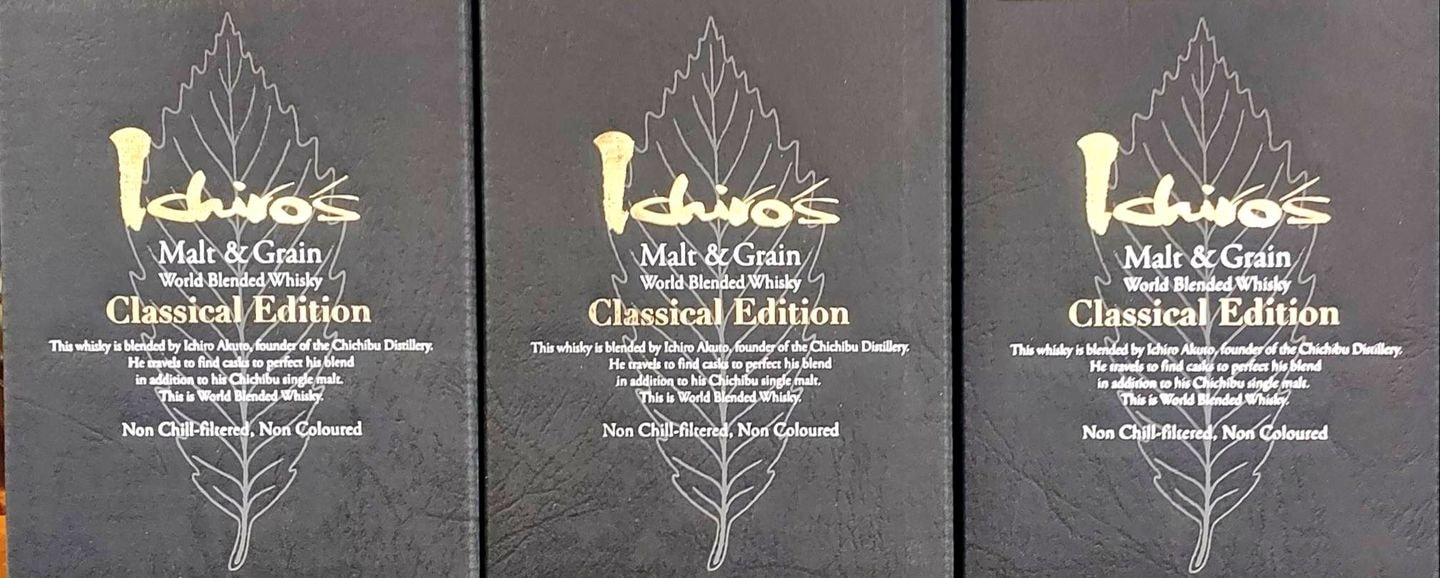 Ichiro's
Malt & Grain
World Blended Whisky
Classical Edition
This whisky is blended by Ichiro Akuto, founder of the Chichibu Distillery.
He travels to find casks to perfect his blend
in addition to his Chichibu single malt.
This is World Blended Whisky.
Non Chill-filtered, Non Coloured
Ichiro's
Malt & Grain
World Blended Whisky
Classical Edition
This whisky is blended by Ichiro Akuto, founder of the Chichibu Distillery.
He travels to find casks to perfect his blend
in addition to his Chichibu single malt.
This is World Blended Whisky.
Non Chill-filtered, Non Coloured
Ichiro's
Malt & Grain
World Blended Whisky
Classical Edition
This whisky is blended by Ichiro Akuto, founder of the Chichibu Distillery.
He travels to find casks to perfect his blend
in addition to his Chichibu single malt.
This is World Blended Whisky.
Non Chill-filtered, Non Coloured